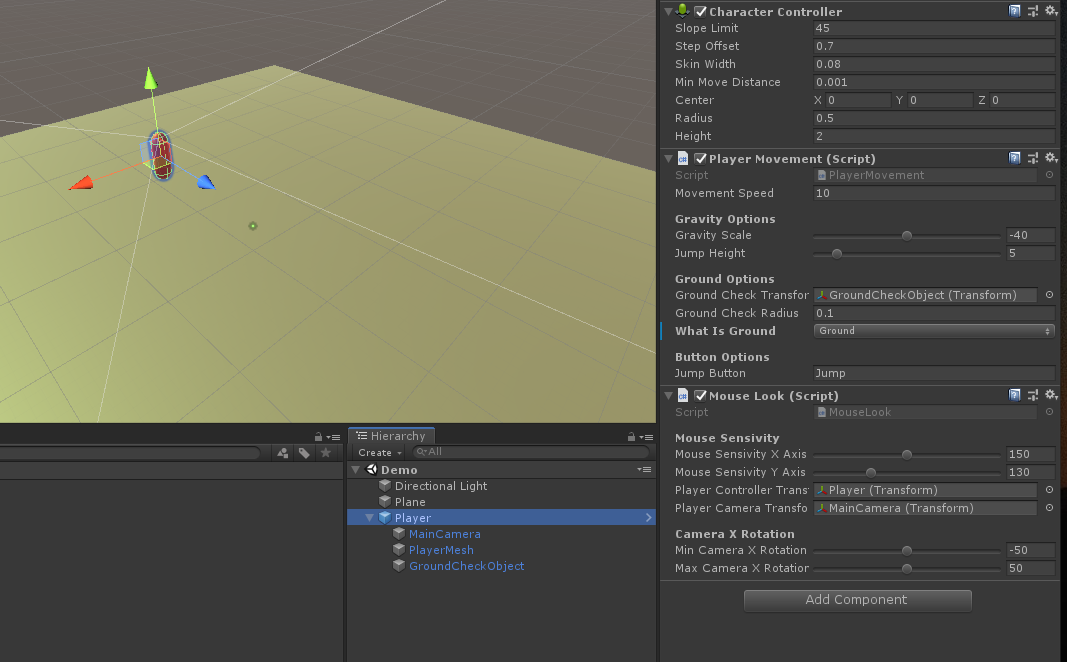 Character Controller
Slope Limit 45
Step Offset 0.7
Skin Width 0.08
Min Move Distance 0.001
Center X 0 Y 0 Z 0
Radius 0.5
Height 2
Player Movement (Script)
Script PlayerMovement
Movement Speed 10
Gravity Options
Gravity Scale -40
Jump Height 5
Ground Options
Ground Check Transfor GroundCheckObject (Transform)
Ground Check Radius 0.1
What Is Ground Ground
Button Options
Jump Button Jump
Mouse Look (Script)
Script MouseLook
Mouse Sensivity
Mouse Sensivity X Axis 150
Mouse Sensivity Y Axis 130
Player Controller Trans Player (Transform)
Player Camera Transfo MainCamera (Transform)
Camera X Rotation
Min Camera X Rotation -50
Max Camera X Rotation 50
Add Component
Hierarchy
Create All
Demo
Directional Light
Plane
Player
MainCamera
PlayerMesh
GroundCheckObject